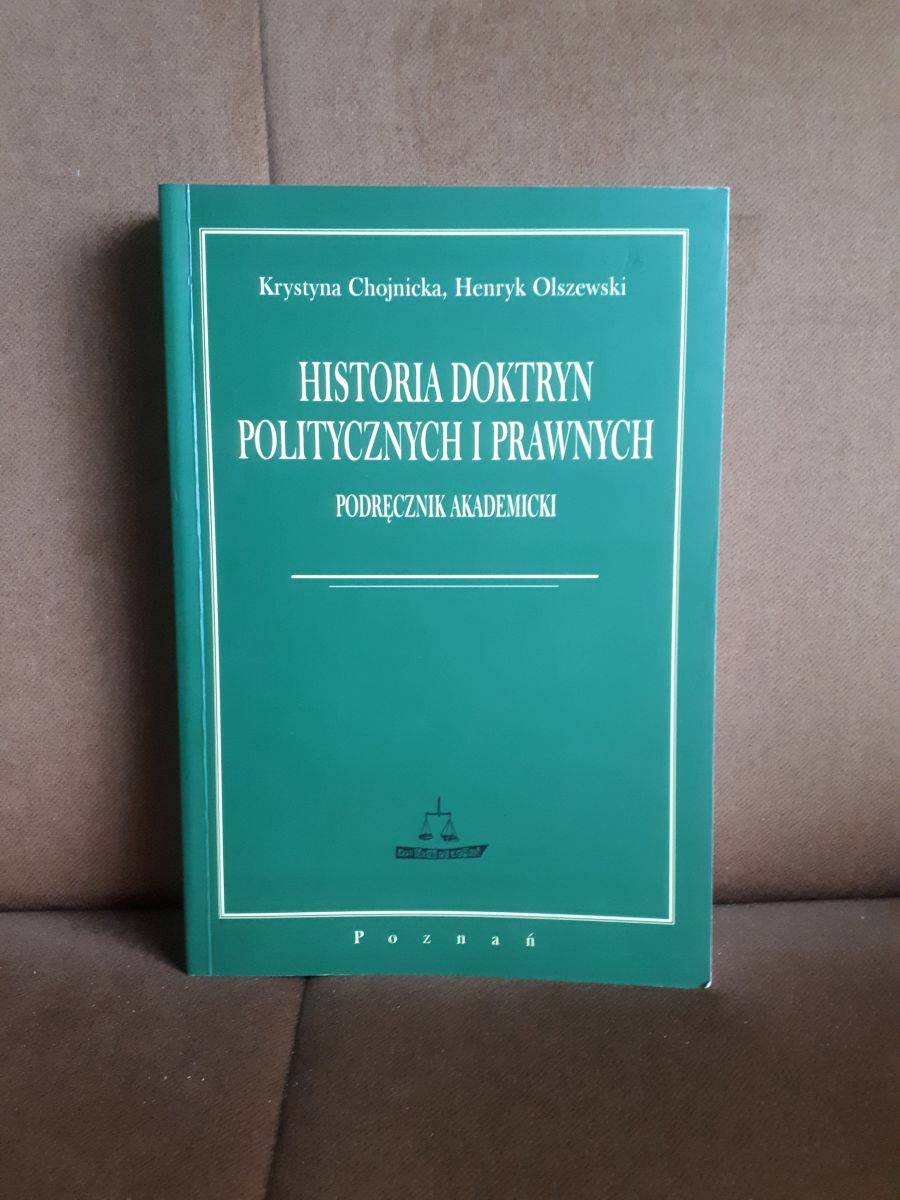 Krystyna Chojnicka, Henryk Olszewski
HISTORIA DOKTRYN
POLITYCZNYCH I PRAWNYCH
PODRĘCZNIK AKADEMICKI
Poznań